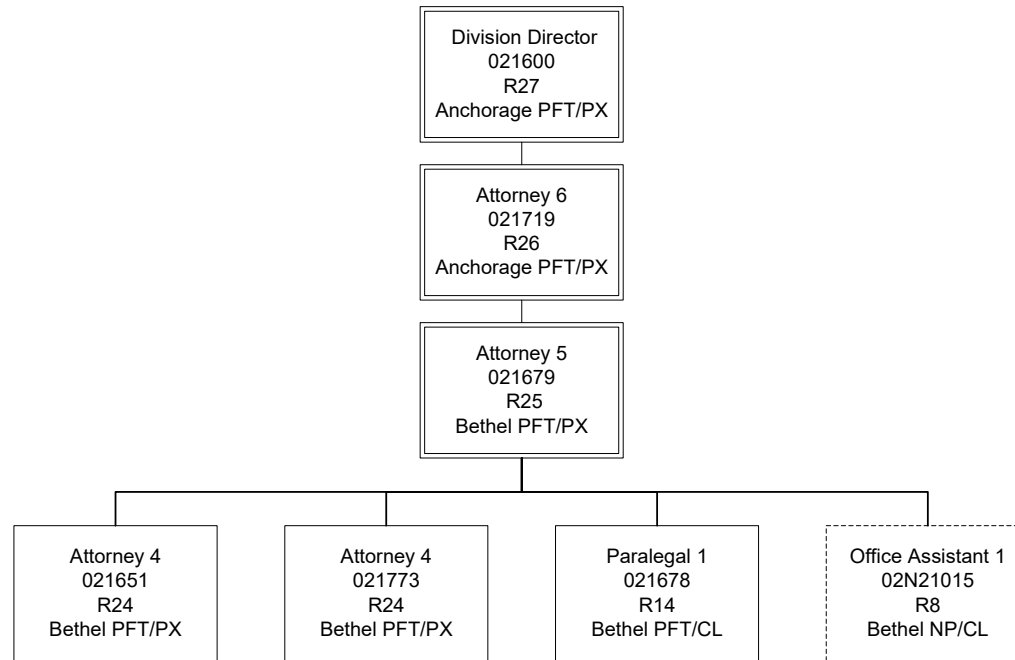 Division Director
021600
R27
Anchorage PFT/PX
Attorney 6
021719
R26
Anchorage PFT/PX
Attorney 5
021679
R25
Bethel PFT/PX
Attorney 4
021651
R24
Bethel PFT/PX
Attorney 4
021773
R24
Bethel PFT/PX
Paralegal 1
021678
R14
Bethel PFT/CL
Office Assistant 1
02N21015
R8
Bethel NP/CL